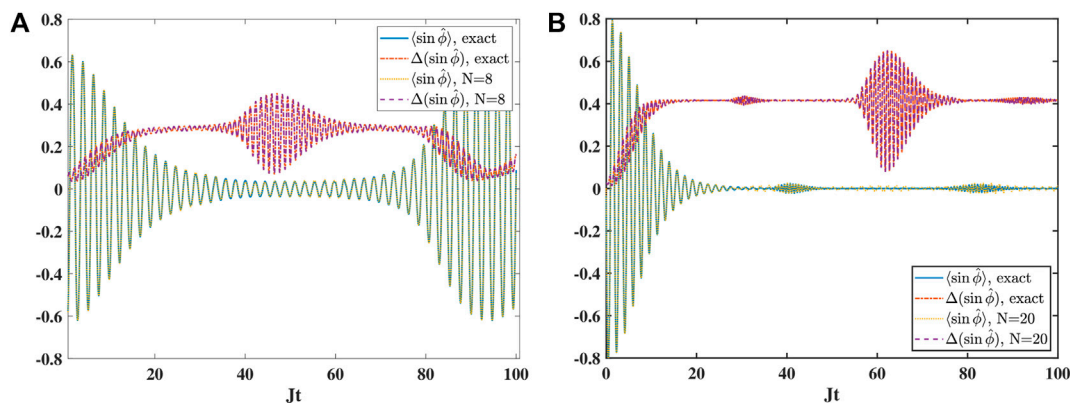 A
0.8
0.6
0.4
0.2
0
-0.2
-0.4
-0.6
-0.8
⟨sin ϕ̂⟩, exact
Δ(sin ϕ̂), exact
⟨sin ϕ̂⟩, N=8
Δ(sin ϕ̂), N=8
20 40 60 80 100
Jt
B
0.8
0.6
0.4
0.2
0
-0.2
-0.4
-0.6
-0.8
⟨sin ϕ̂⟩, exact
Δ(sin ϕ̂), exact
⟨sin ϕ̂⟩, N=20
Δ(sin ϕ̂), N=20
0 20 40 60 80 100
Jt